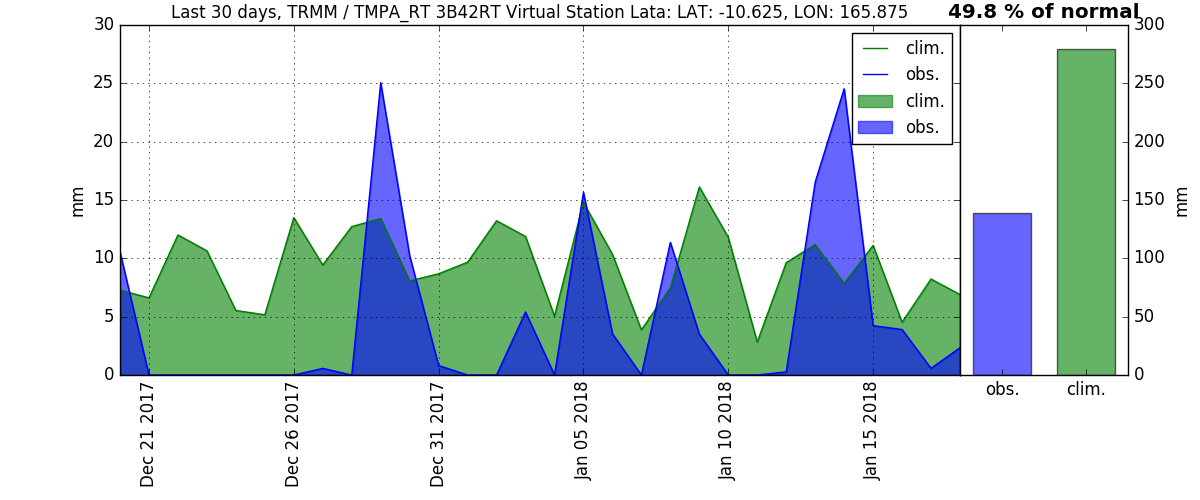 Last 30 days, TRMM / TMPA_RT 3B42RT Virtual Station Lata: LAT: -10.625, LON: 165.875
49.8 % of normal
30
25
20
15
10
5
0
mm
clim.
obs.
clim.
obs.
Dec 21 2017
Dec 26 2017
Dec 31 2017
Jan 05 2018
Jan 10 2018
Jan 15 2018
300
250
200
150
100
50
0
mm
obs.
clim.